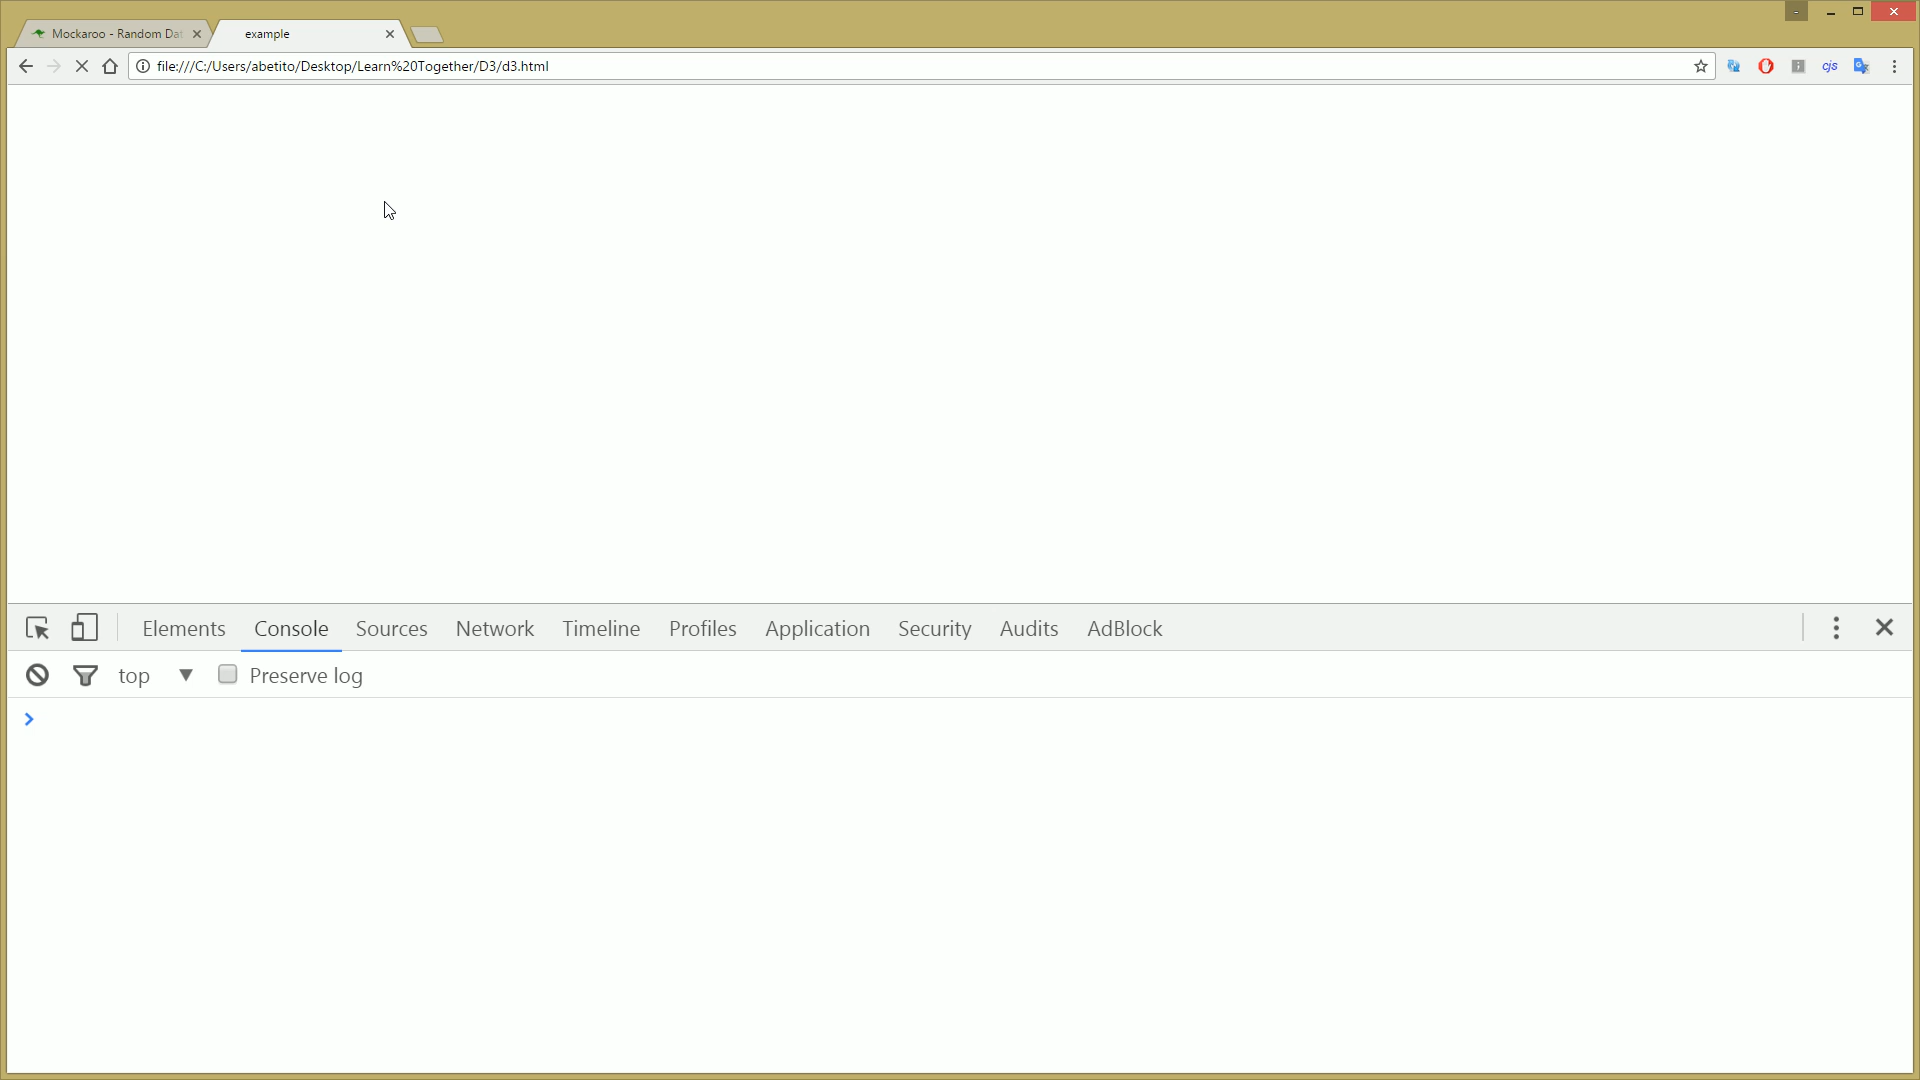 Mockaroo - Random Dat
example
file:///C:/Users/abetito/Desktop/Learn%20Together/D3/d3.html
cjs
Elements Console Sources Network Timeline Profiles Application Security Audits AdBlock
top Preserve log